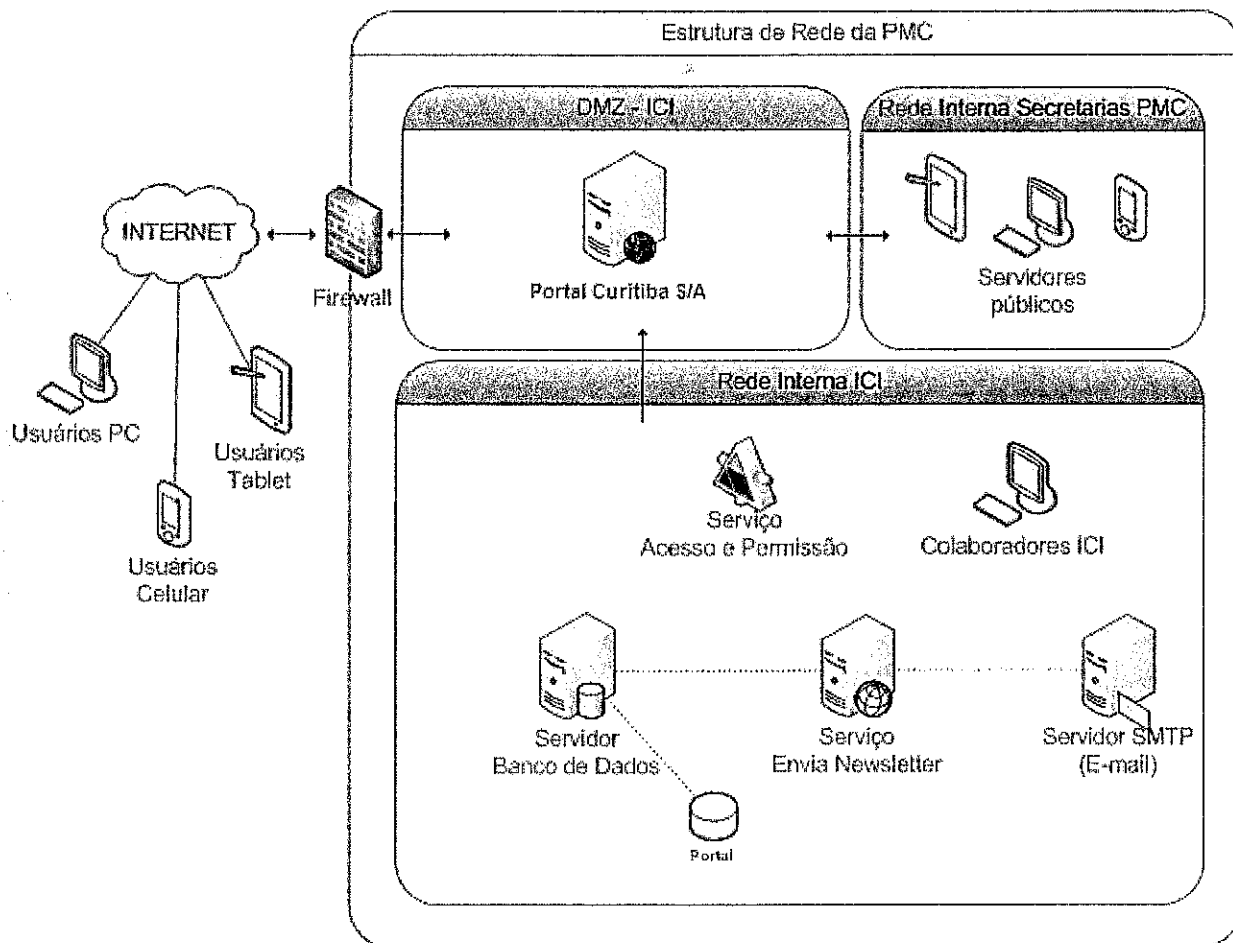 Estrutura de Rede da PMC
DMZ - ICI
Rede Interna Secretarias PMC
INTERNET
Firewall
Portal Curitiba S/A
Servidores
públicos
Usuários PC
Usuários
Tablet
Usuários
Celular
Rede Interna ICI
Serviço
Acesso e Permissão
Colaboradores ICI
Servidor
Banco de Dados
Serviço
Envia Newsletter
Servidor SMTP
(E-mail)
Portal